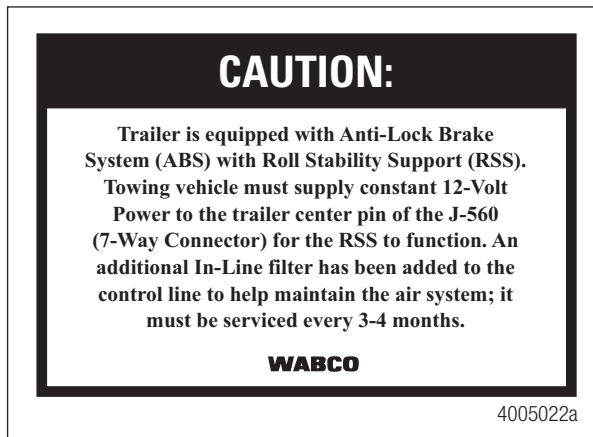 CAUTION:
Trailer is equipped with Anti-Lock Brake
System (ABS) with Roll Stability Support (RSS).
Towing vehicle must supply constant 12-Volt
Power to the trailer center pin of the J-560
(7-Way Connector) for the RSS to function. An
additional In-Line filter has been added to the
control line to help maintain the air system; it
must be serviced every 3-4 months.
WABCO
4005022a